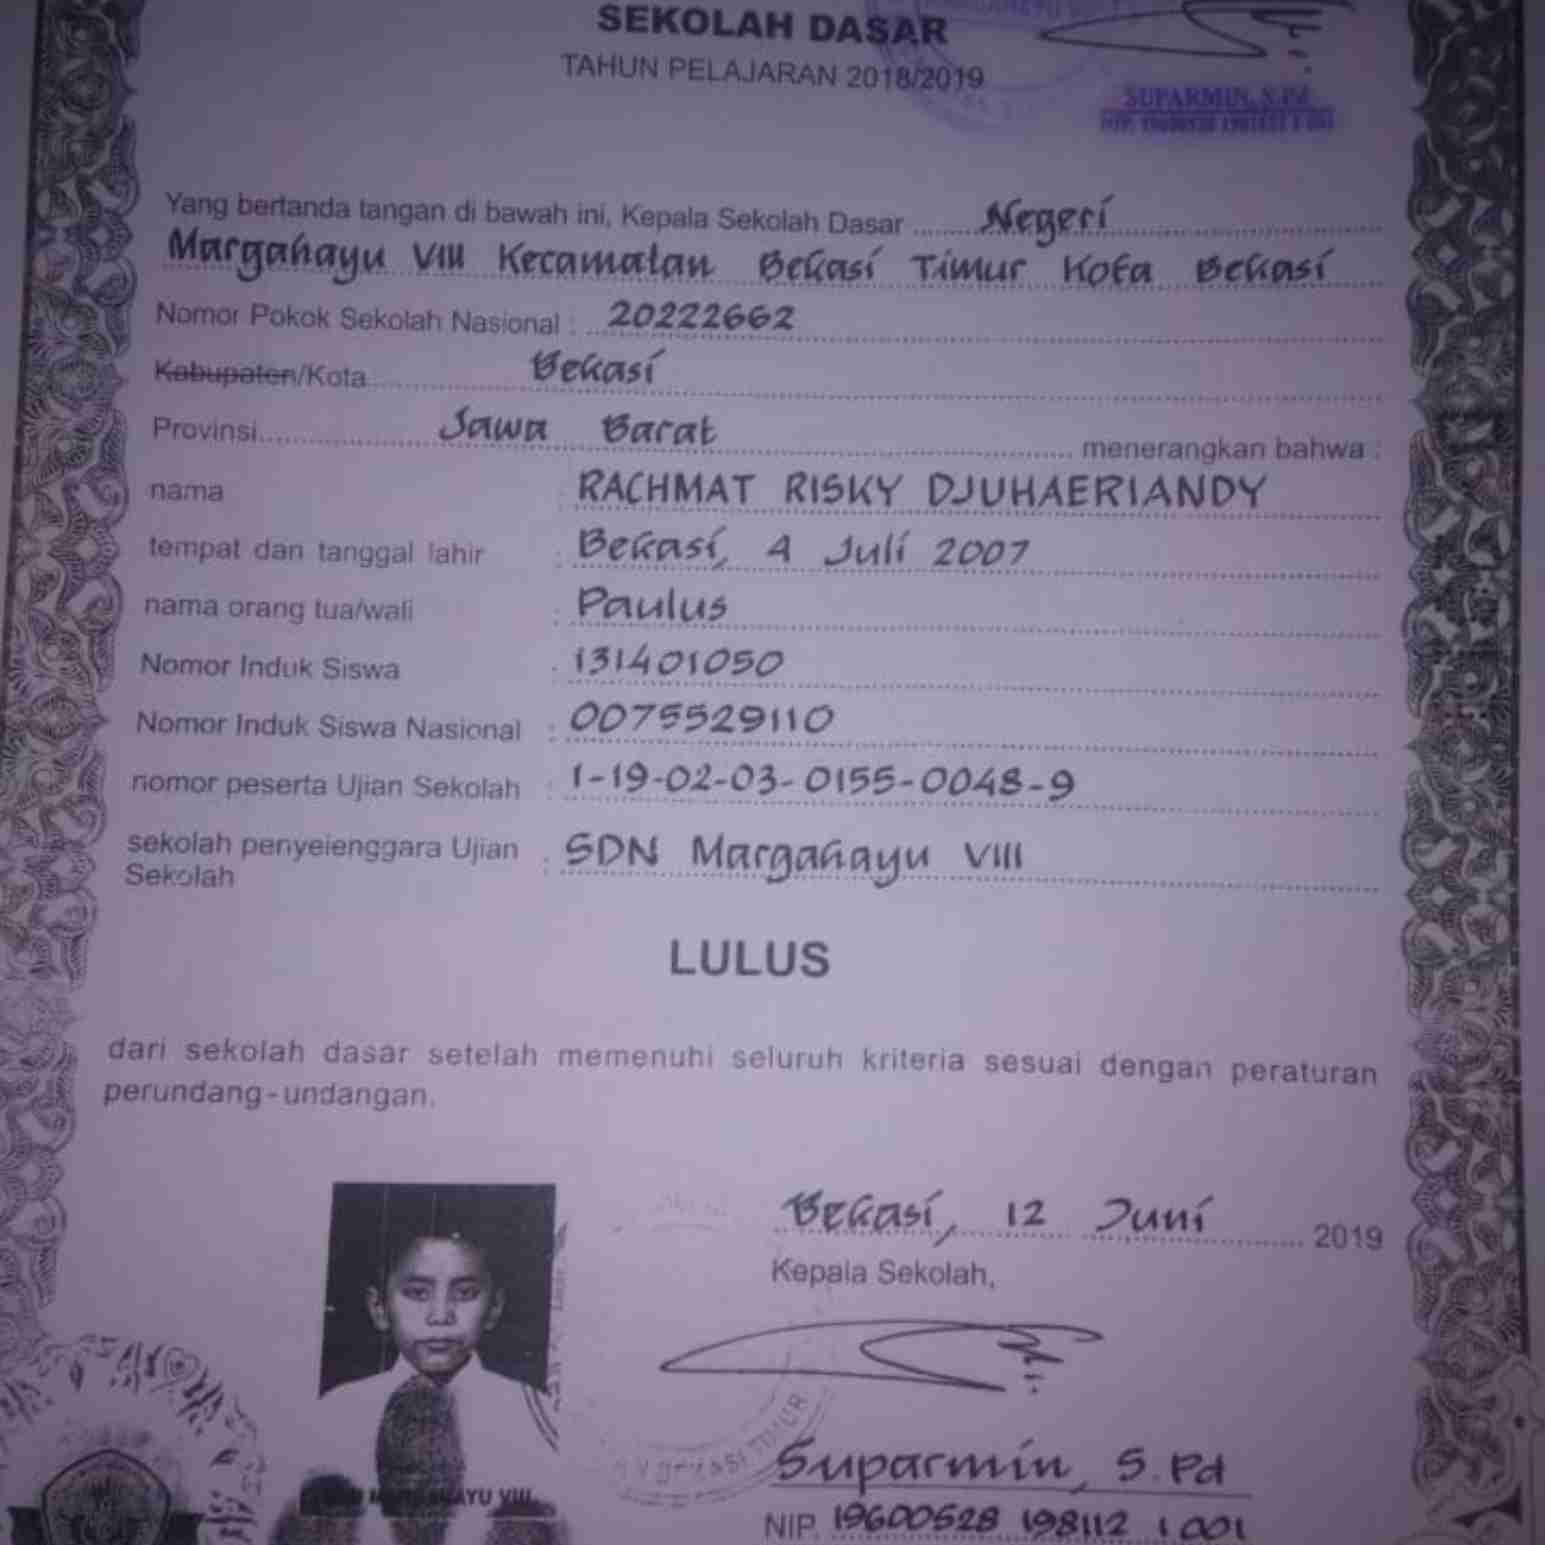 SEKOLAH DASAR
TAHUN PELAJARAN 2018/2019
SUPARMIN, S.Pd
Yang bertanda tangan di bawah ini, Kepala Sekolah Dasar Negeri
Margahayu VIII Kecamatan Bekasi Timur Kota Bekasi
Nomor Pokok Sekolah Nasional : 20222662
Kabupaten/Kota Bekasi
Provinsi Jawa Barat menerangkan bahwa :
nama : RACHMAT RISKY DJUHAERIANDY
tempat dan tanggal lahir : Bekasi, 4 Juli 2007
nama orang tua/wali : Paulus
Nomor Induk Siswa : 131401050
Nomor Induk Siswa Nasional : 0075529110
nomor peserta Ujian Sekolah : 1-19-02-03-0155-0048-9
sekolah penyelenggara Ujian : SDN Margahayu VIII
Sekolah
LULUS
dari sekolah dasar setelah memenuhi seluruh kriteria sesuai dengan peraturan
perundang-undangan.
Bekasi, 12 Juni 2019
Kepala Sekolah,
TIMUR
Suparmin, S.Pd
NIP. 19600528 198112 1 001